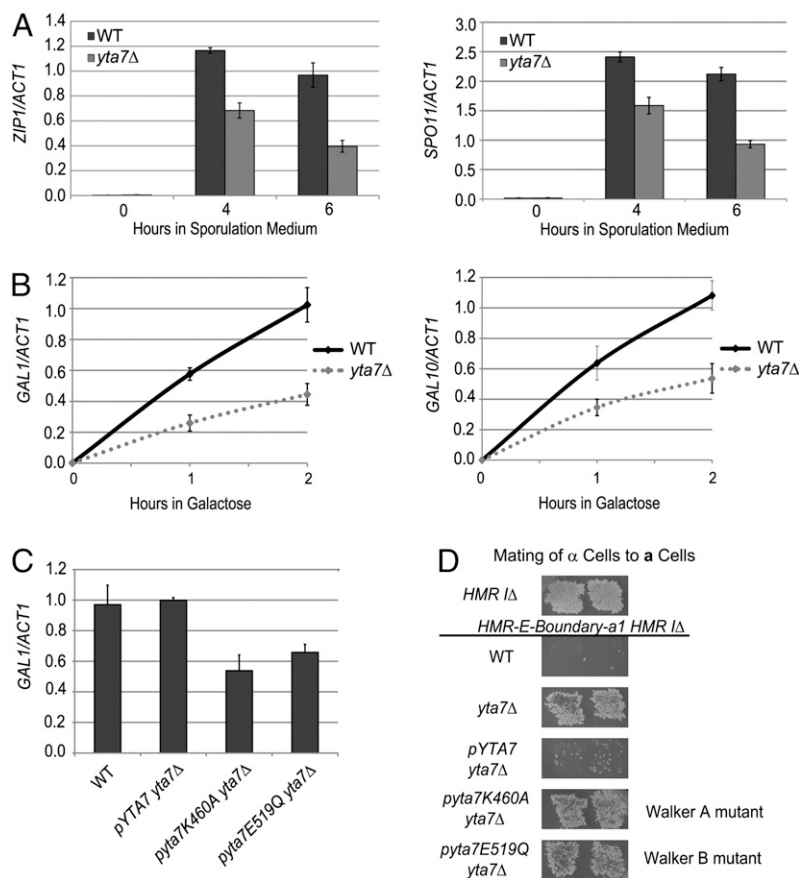 A
ZIP1/ACT1
1.4
1.2
1.0
0.8
0.6
0.4
0.2
0.0
WT
yta7Δ
0 4 6
Hours in Sporulation Medium
SPO11/ACT1
3.0
2.5
2.0
1.5
1.0
0.5
0.0
WT
yta7Δ
0 4 6
Hours in Sporulation Medium
B
GAL1/ACT1
1.2
1.0
0.8
0.6
0.4
0.2
0.0
0 1 2
Hours in Galactose
WT
yta7Δ
GAL10/ACT1
1.2
1.0
0.8
0.6
0.4
0.2
0.0
0 1 2
Hours in Galactose
WT
yta7Δ
C
GAL1/ACT1
1.2
1.0
0.8
0.6
0.4
0.2
0.0
WT
pYTA7 yta7Δ
pyta7K460A yta7Δ
pyta7E519Q yta7Δ
D
Mating of α Cells to a Cells
HMR IΔ
HMR-E-Boundary-a1 HMR IΔ
WT
yta7Δ
pYTA7
yta7Δ
pyta7K460A
yta7Δ
Walker A mutant
pyta7E519Q
yta7Δ
Walker B mutant